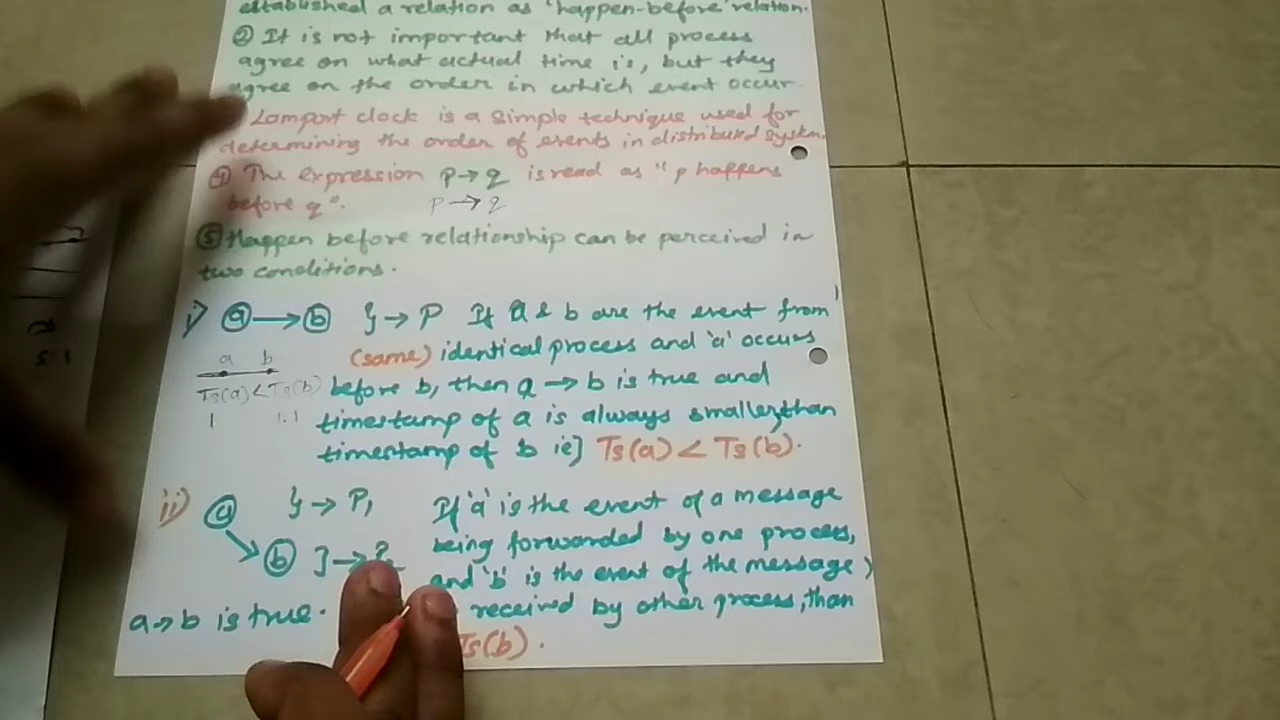 established a relation as 'happen-before' relation.
② It is not important that all process
agree on what actual time is, but they
agree on the order in which event occur.
Lamport clock is a simple technique used for
determining the order of events in distributed system.
④ The expression p→q is read as "p happens
before q". P→q
⑤ Happen before relationship can be perceived in
two conditions.
i) ⓐ→ⓑ }→P If a & b are the event from
(same) identical process and 'a' occurs
a b
before b, then a→b is true and
Ts(a)<Ts(b)
timestamp of a is always smaller than
1 1.1
timestamp of b ie] Ts(a) < Ts(b).
ii) ⓐ }→P1 If 'a' is the event of a message
being forwarded by one process,
ⓑ }→
and 'b' is the event of the message
received by other process, than
a→b is true.
Ts(b).